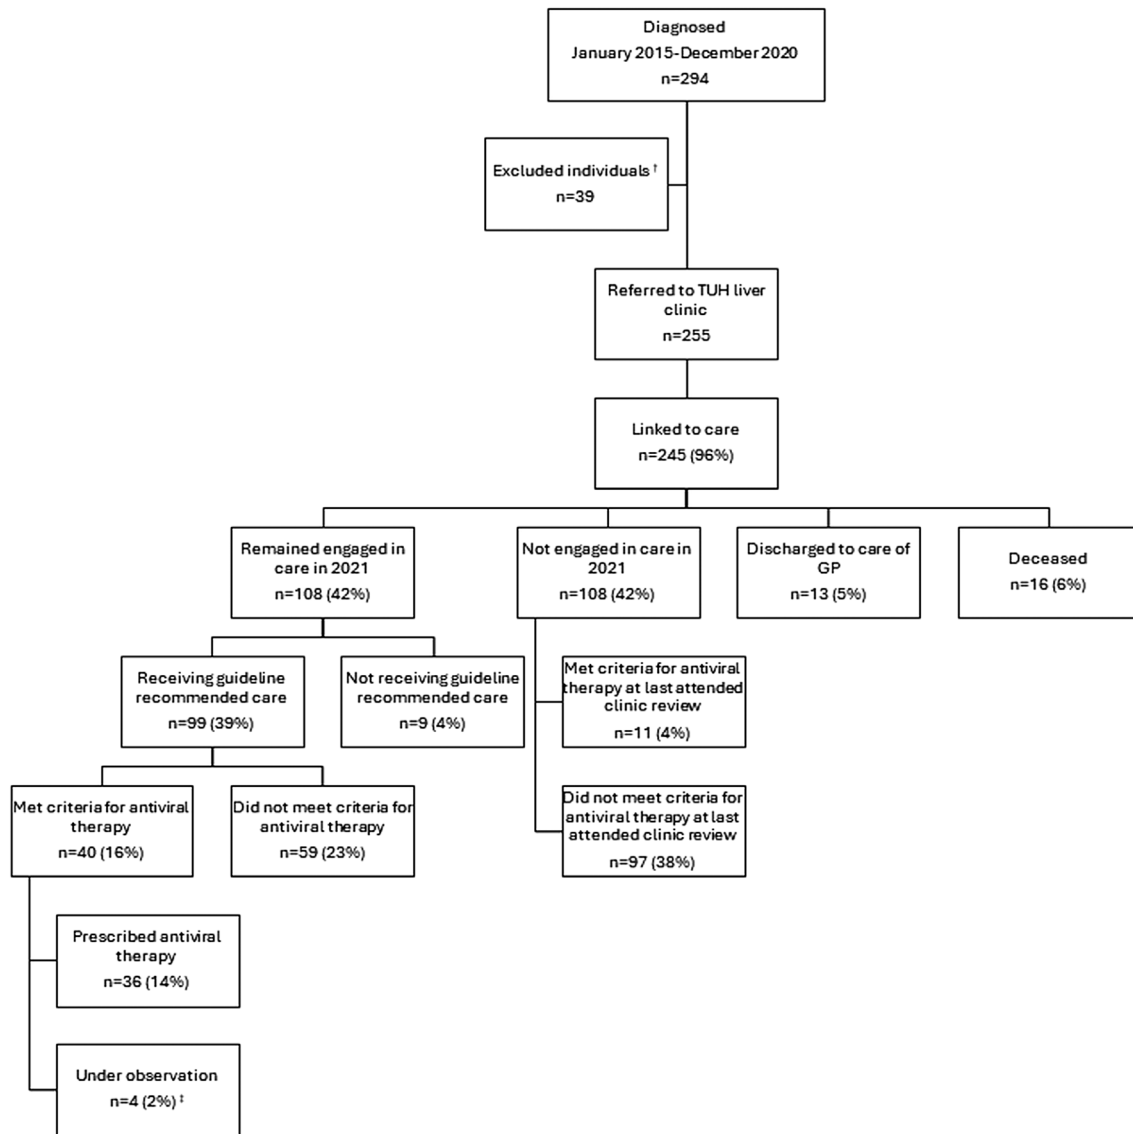 Diagnosed
January 2015-December 2020
n=294
Excluded individuals †
n=39
Referred to TUH liver
clinic
n=255
Linked to care
n=245 (96%)
Remained engaged in
care in 2021
n=108 (42%)
Not engaged in care in
2021
n=108 (42%)
Discharged to care of
GP
n=13 (5%)
Deceased
n=16 (6%)
Receiving guideline
recommended care
n=99 (39%)
Not receiving guideline
recommended care
n=9 (4%)
Met criteria for antiviral
therapy at last attended
clinic review
n=11 (4%)
Met criteria for antiviral
therapy
n=40 (16%)
Did not meet criteria for
antiviral therapy
n=59 (23%)
Did not meet criteria for
antiviral therapy at last
attended clinic review
n=97 (38%)
Prescribed antiviral
therapy
n=36 (14%)
Under observation
n=4 (2%) ‡